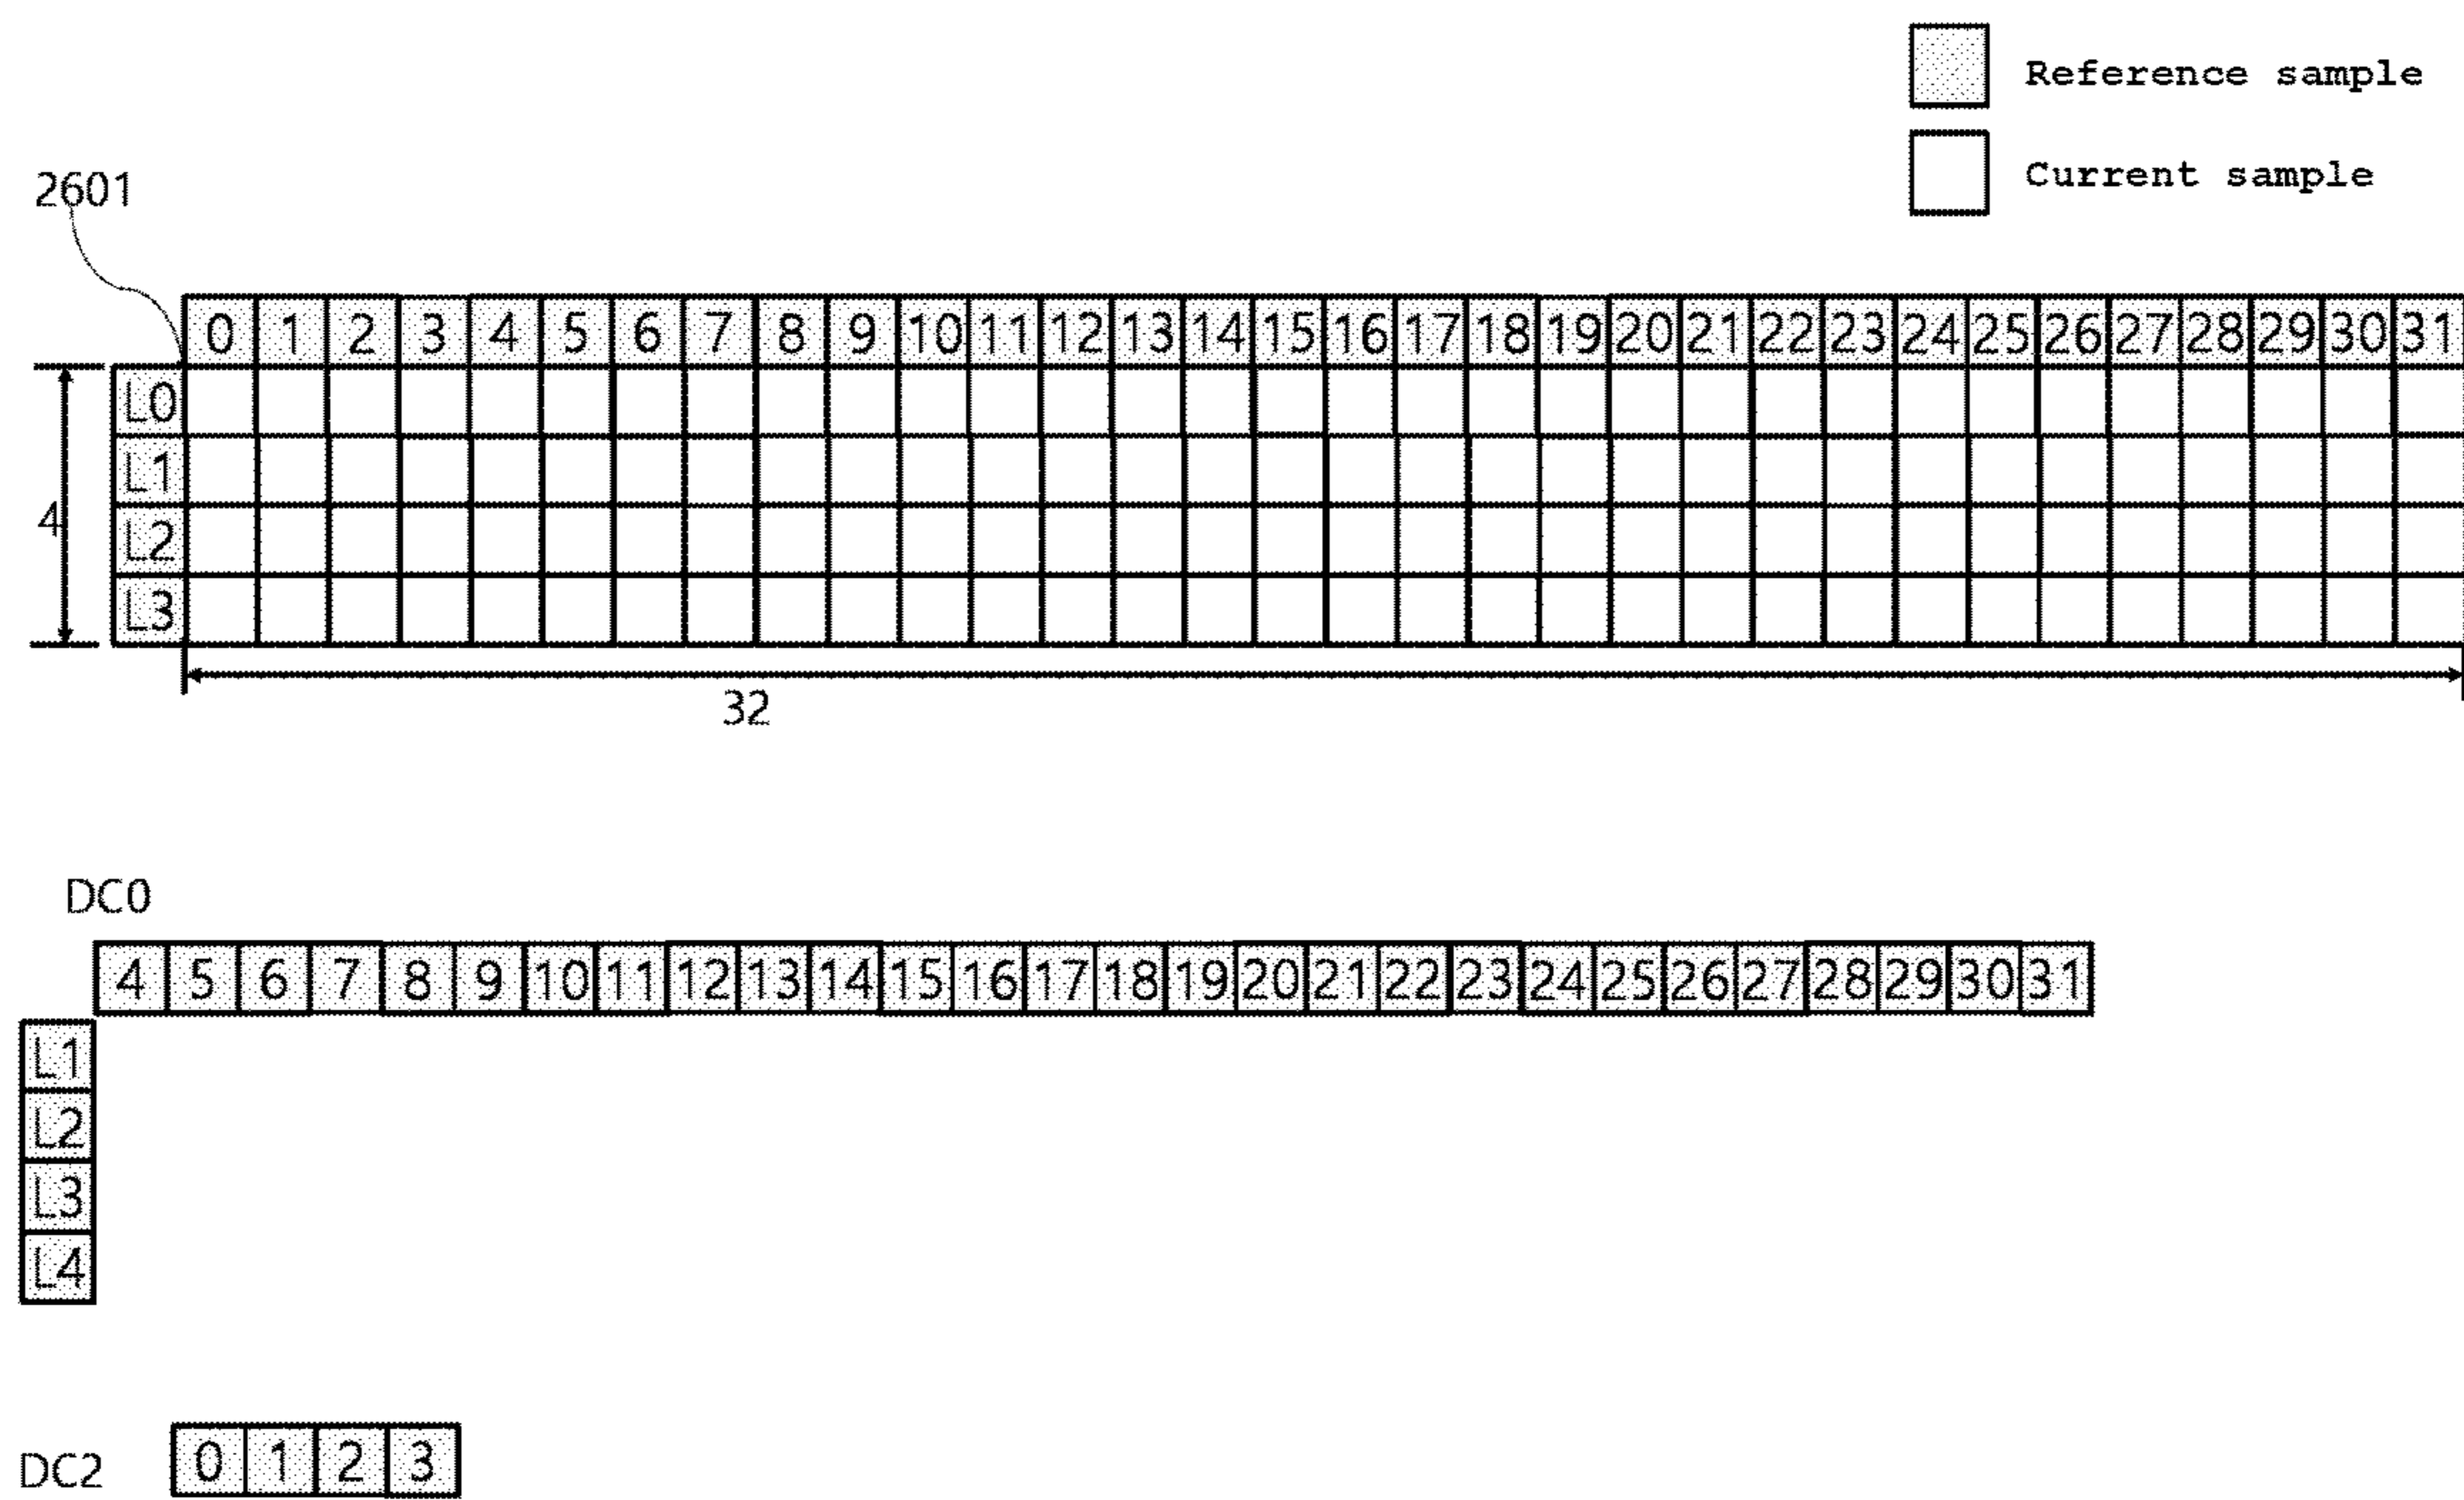 Reference sample
Current sample
2601
0 1 2 3 4 5 6 7 8 9 10 11 12 13 14 15 16 17 18 19 20 21 22 23 24 25 26 27 28 29 30 31
L0
L1
4
L2
L3
32
DC0
4 5 6 7 8 9 10 11 12 13 14 15 16 17 18 19 20 21 22 23 24 25 26 27 28 29 30 31
L1
L2
L3
L4
DC2 0 1 2 3